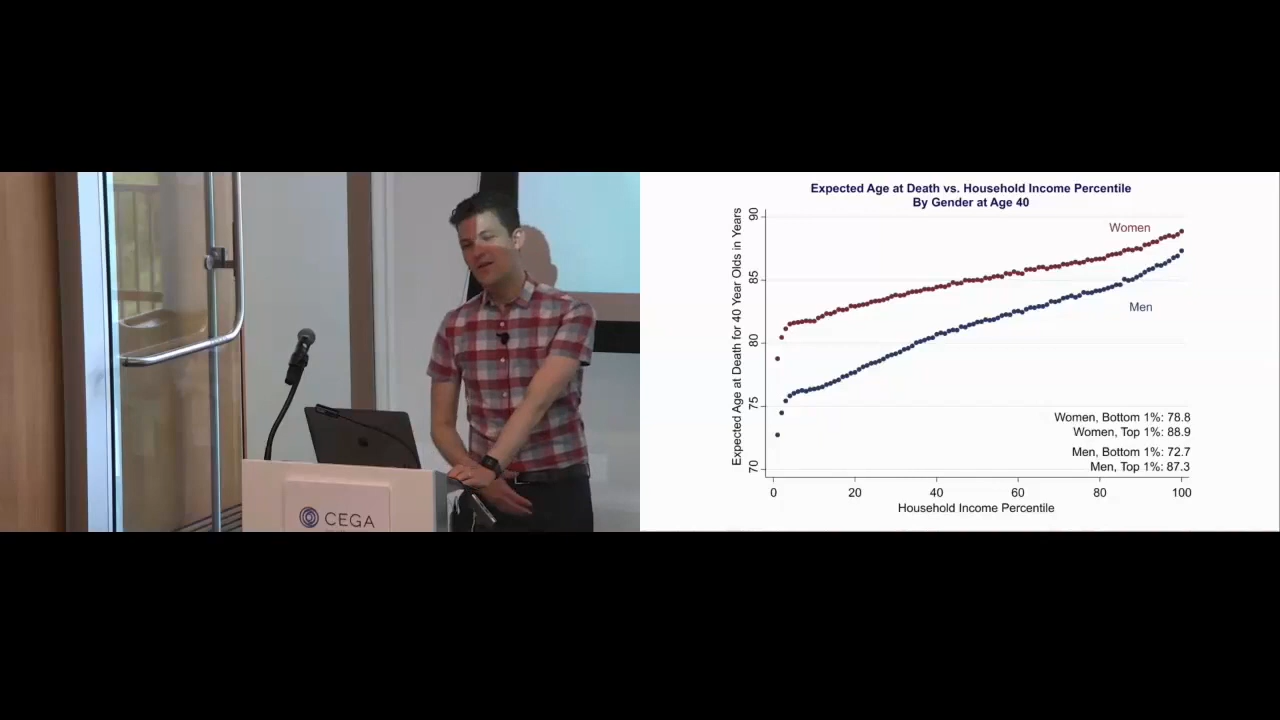 CEGA
Expected Age at Death vs. Household Income Percentile
By Gender at Age 40
Expected Age at Death for 40 Year Olds in Years
90
85
80
75
70
Women
Men
Women, Bottom 1%: 78.8
Women, Top 1%: 88.9
Men, Bottom 1%: 72.7
Men, Top 1%: 87.3
0 20 40 60 80 100
Household Income Percentile